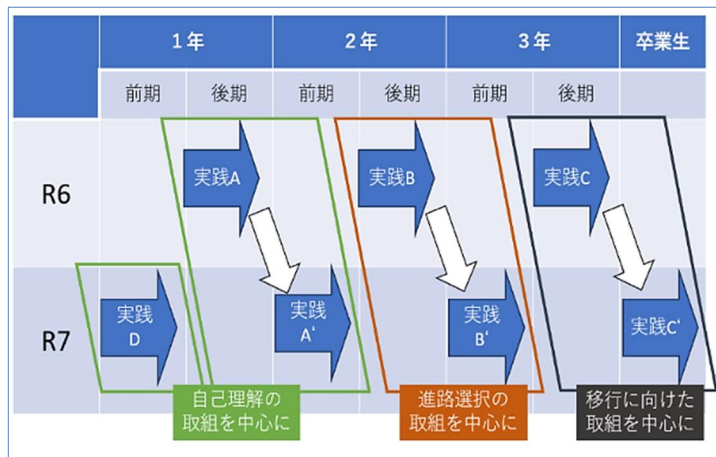 1年
2年
3年
卒業生
前期
後期
前期
後期
前期
後期
R6
実践A
実践B
実践C
R7
実践
D
実践
A‘
実践
B‘
実践C‘
自己理解の
取組を中心に
進路選択の
取組を中心に
移行に向けた
取組を中心に